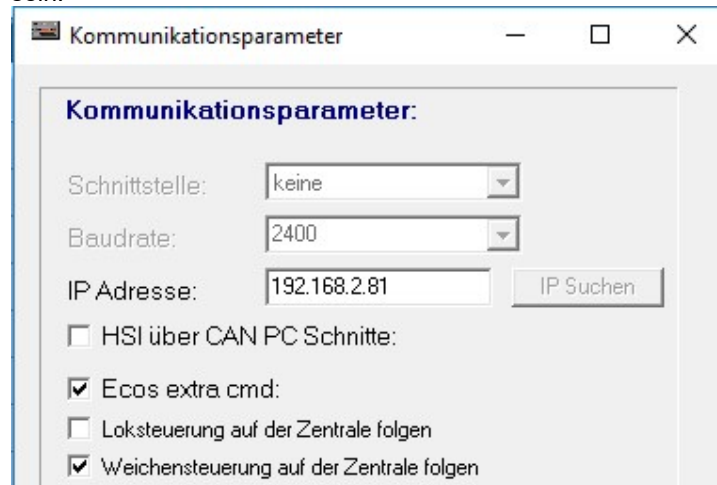 Kommunikationsparameter
Kommunikationsparameter:
Schnittstelle: keine
Baudrate: 2400
IP Adresse: 192.168.2.81 IP Suchen
HSI über CAN PC Schnitte:
Ecos extra cmd:
Loksteuerung auf der Zentrale folgen
Weichensteuerung auf der Zentrale folgen